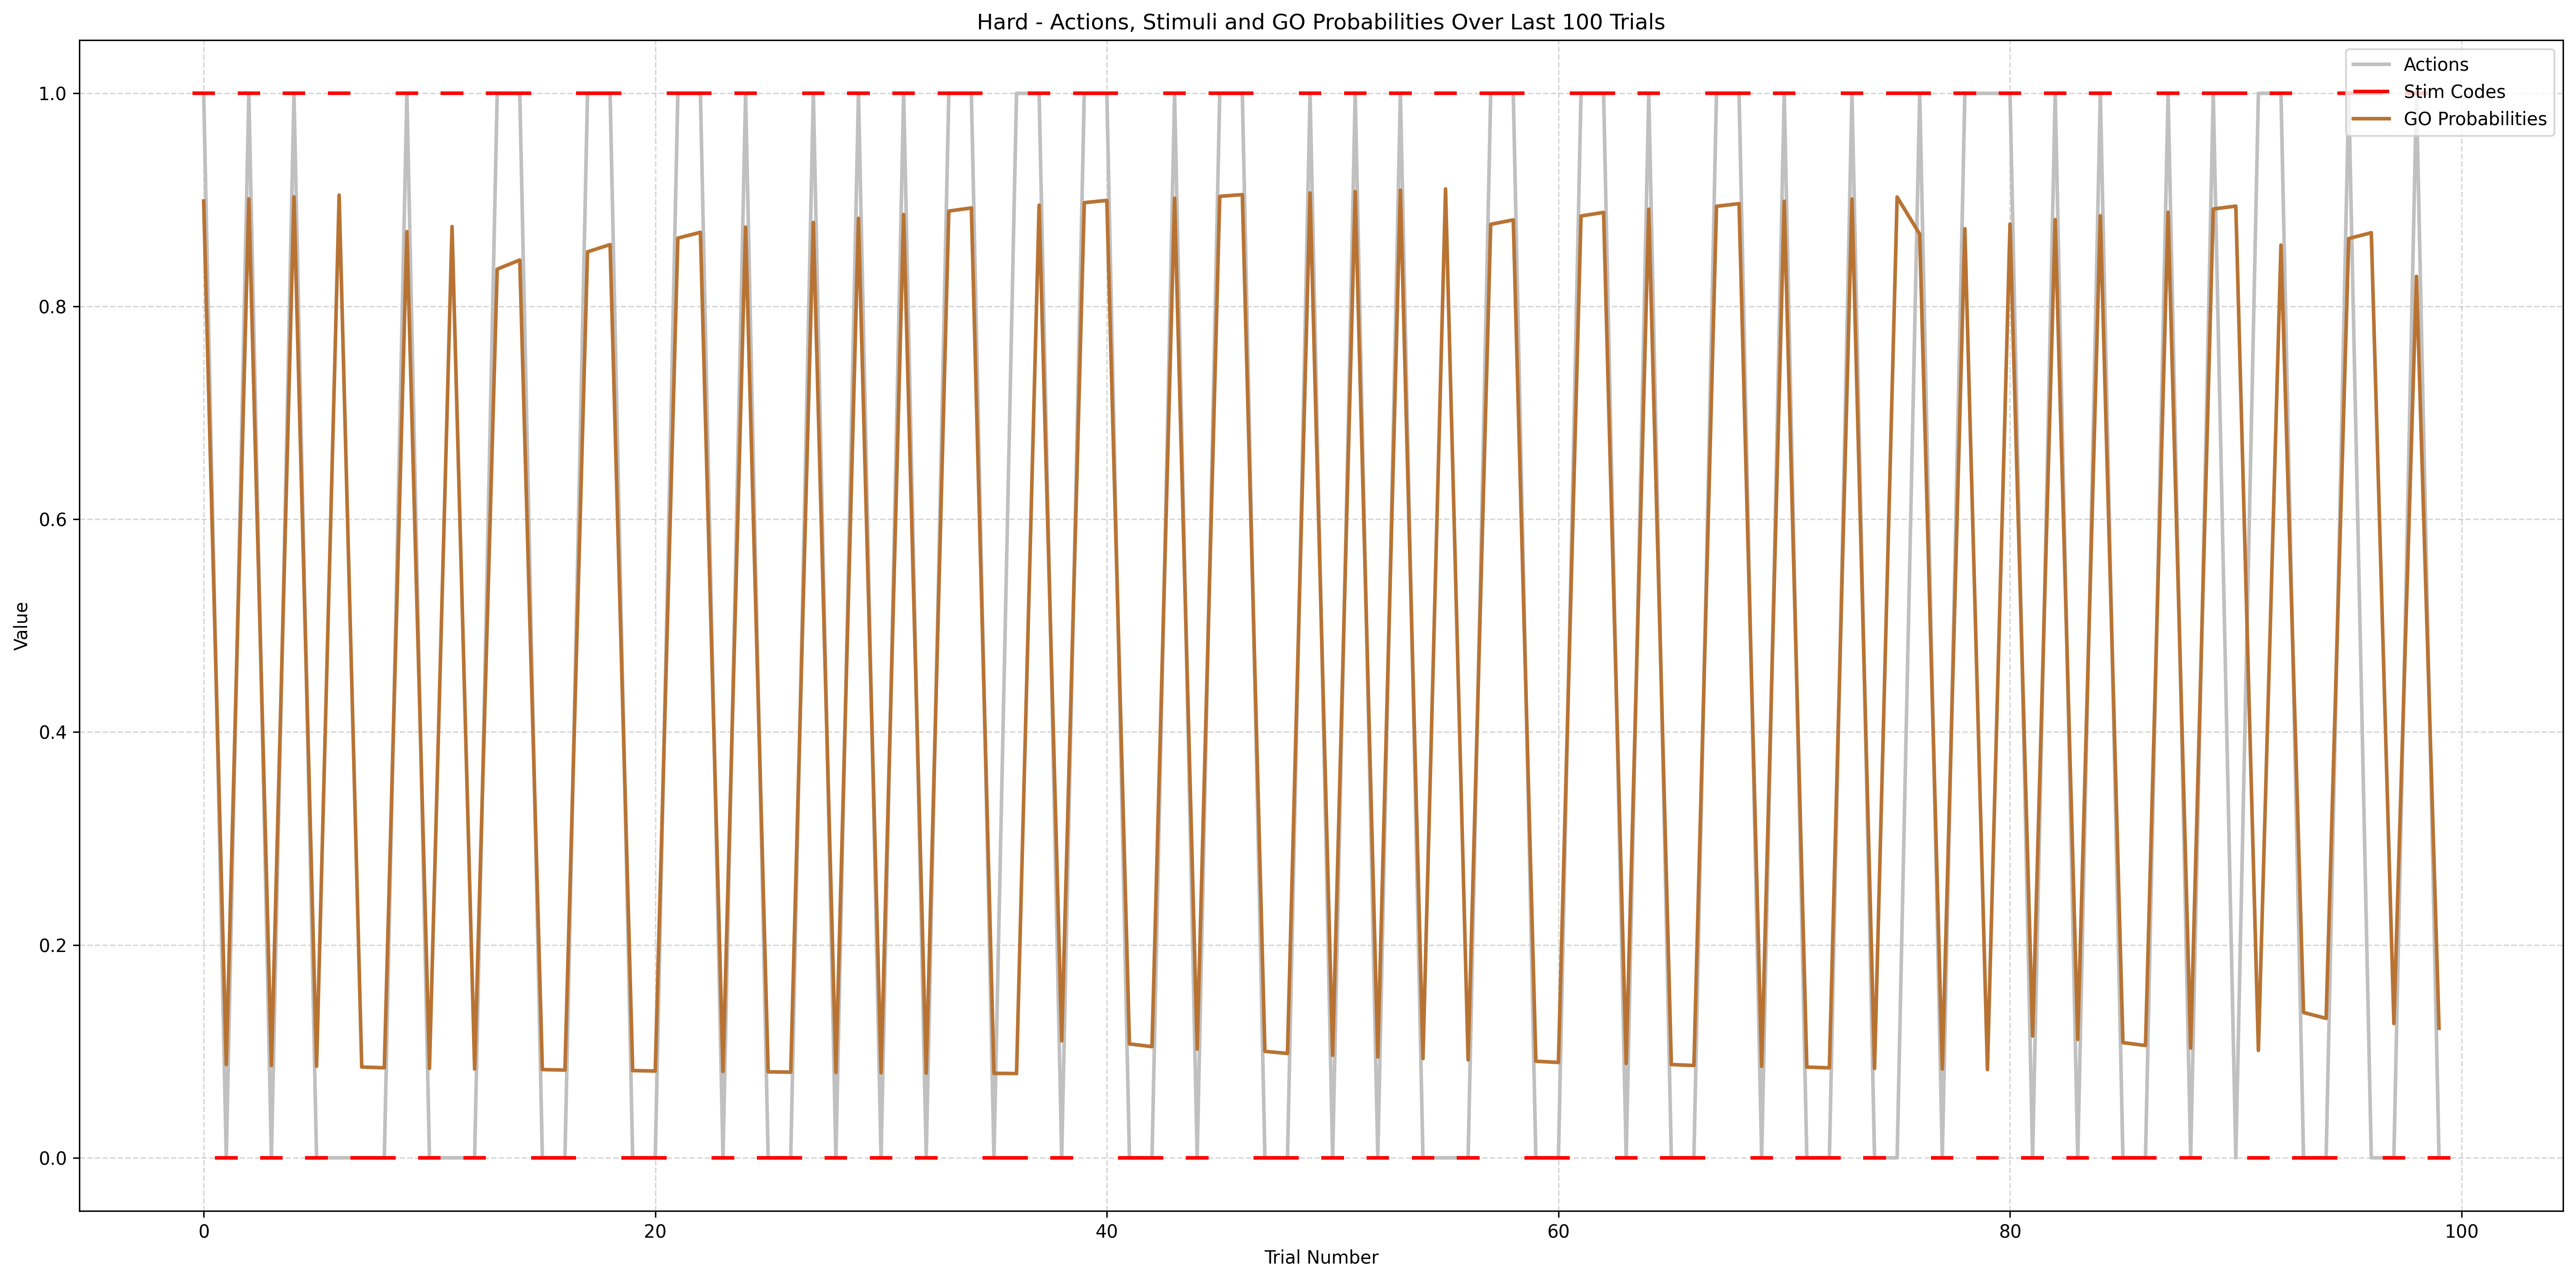 Hard - Actions, Stimuli and GO Probabilities Over Last 100 Trials
Actions
Stim Codes
GO Probabilities
1.0
0.8
0.6
0.4
0.2
0.0
Value
0 20 40 60 80 100
Trial Number